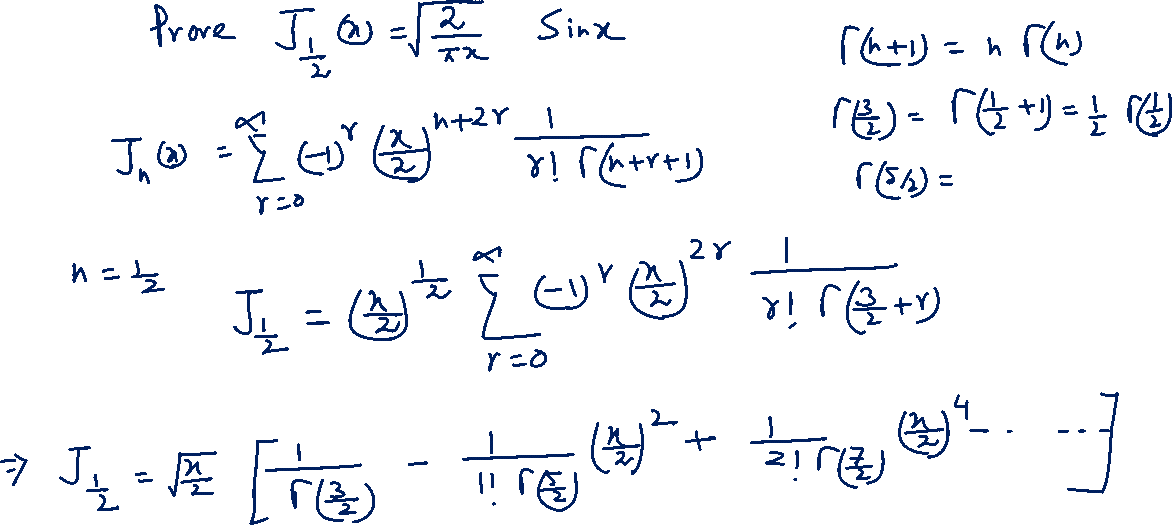 Prove J_{1/2}(x) = √(2/(πx)) Sinx
J_n(x) = ∑_{r=0}^{∞} (-1)^r (x/2)^{n+2r} 1/(r! Γ(n+r+1))
n = 1/2
J_{1/2} = (x/2)^{1/2} ∑_{r=0}^{∞} (-1)^r (x/2)^{2r} 1/(r! Γ(3/2+r))
⇒ J_{1/2} = √(x/2) [1/Γ(3/2) - 1/(1! Γ(5/2)) (x/2)^2 + 1/(2! Γ(7/2)) (x/2)^4 - .. ...]
Γ(n+1) = n Γ(n)
Γ(3/2) = Γ(1/2 + 1) = 1/2 Γ(1/2)
Γ(5/2) =